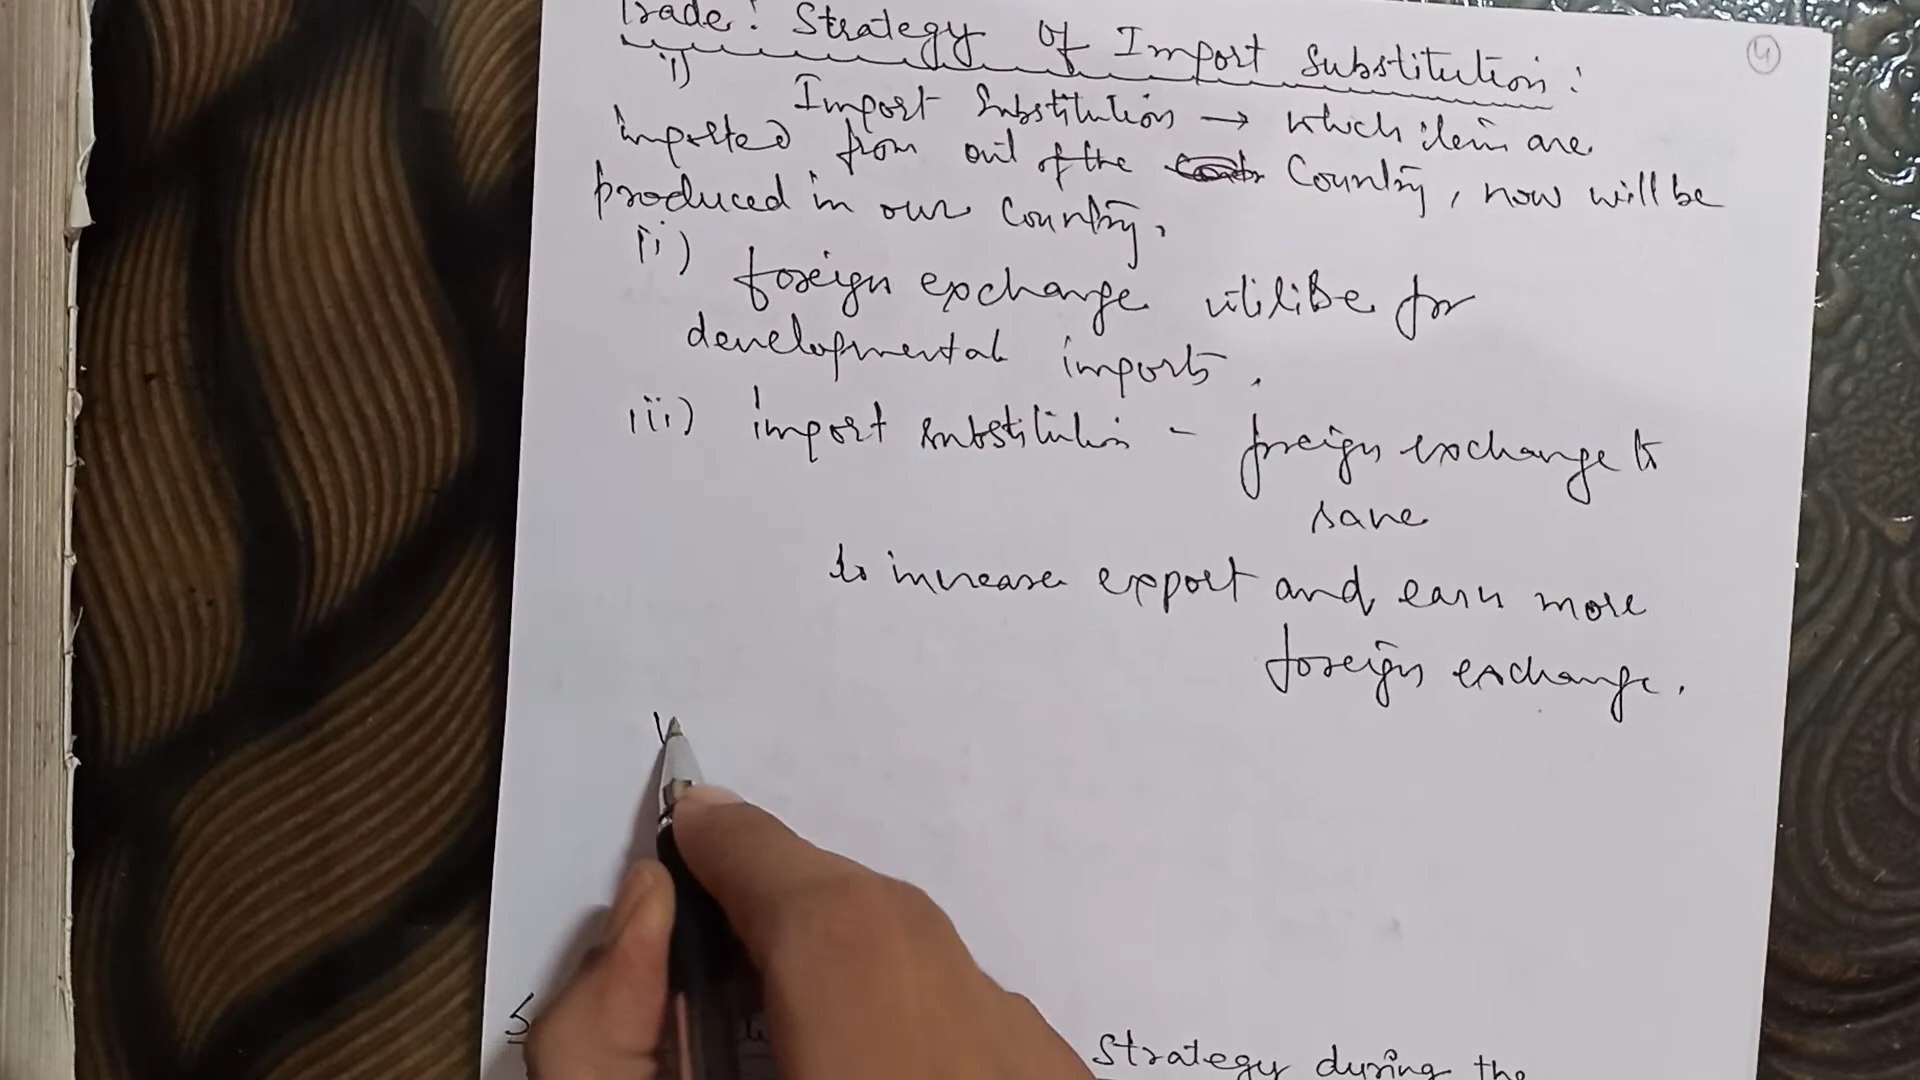 Trade: Strategy Of Import Substitution:
4
i) Import Substitution → which item are
imported from out of the Country, now will be
produced in our Country.
ii) foreign exchange utilise for
developmental imports.
iii) import substitution - foreign exchange to
save
to increase export and earn more
foreign exchange.
Strategy during the